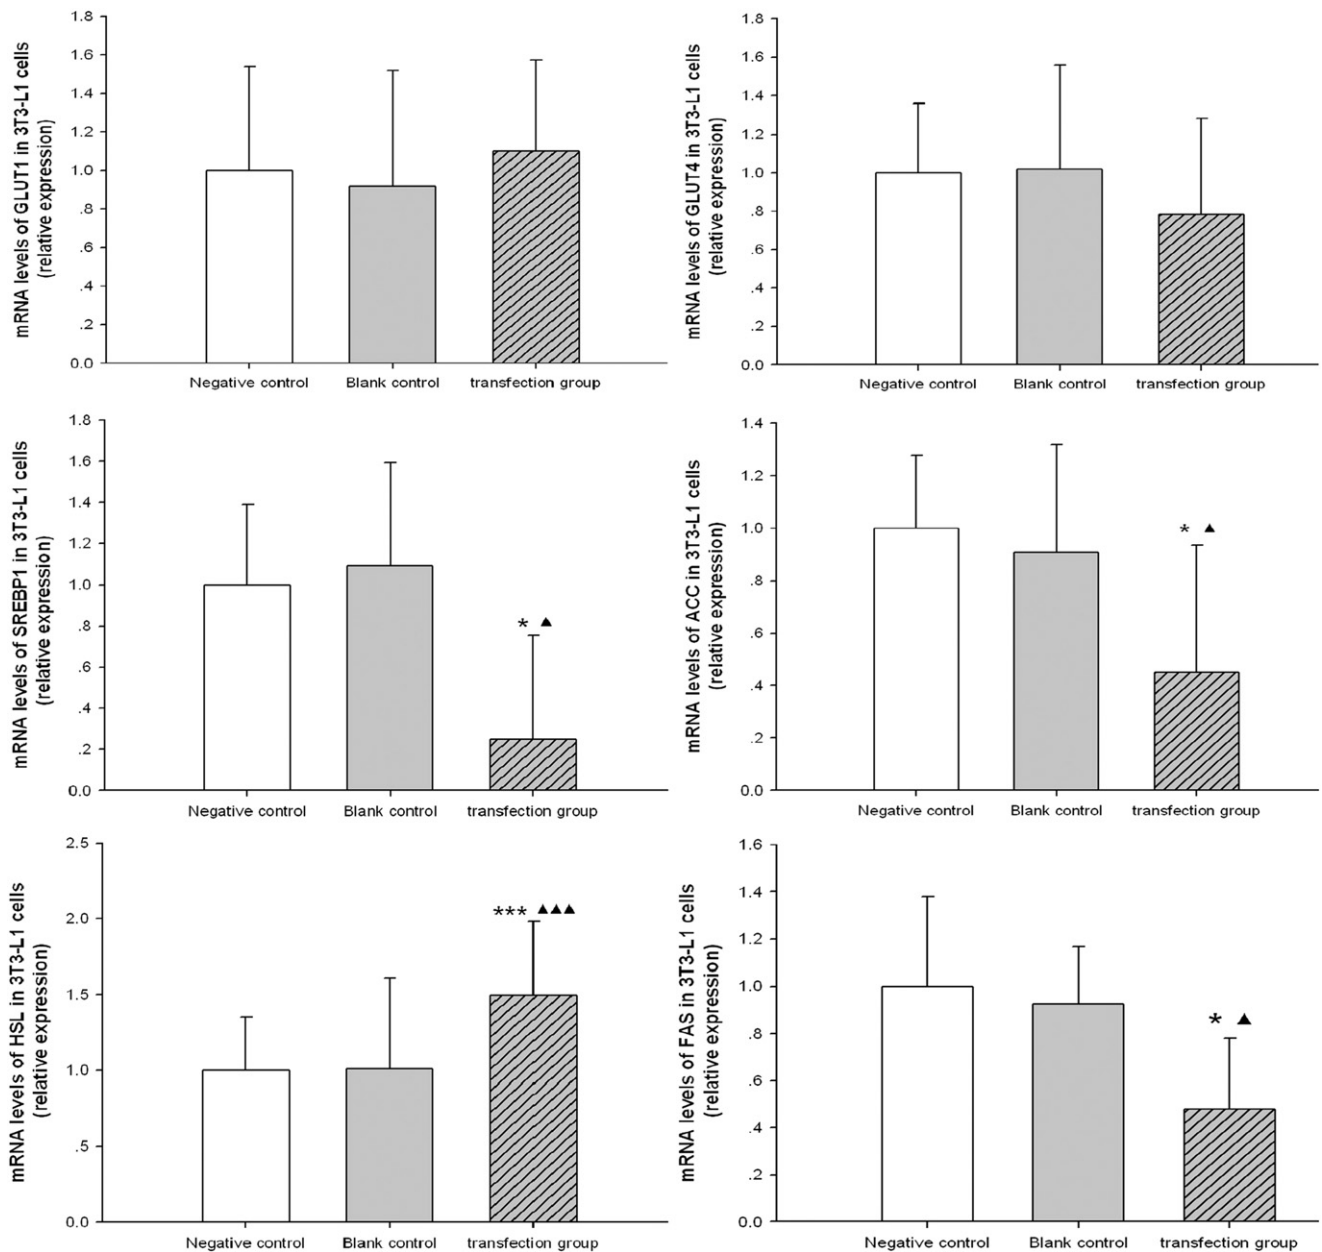 mRNA levels of GLUT1 in 3T3-L1 cells
(relative expression)
1.8
1.6
1.4
1.2
1.0
.8
.6
.4
.2
0.0
Negative control
Blank control
transfection group
mRNA levels of GLUT4 in 3T3-L1 cells
(relative expression)
1.8
1.6
1.4
1.2
1.0
.8
.6
.4
.2
0.0
Negative control
Blank control
transfection group
mRNA levels of SREBP1 in 3T3-L1 cells
(relative expression)
1.8
1.6
1.4
1.2
1.0
.8
.6
.4
.2
0.0
* ▲
Negative control
Blank control
transfection group
mRNA levels of ACC in 3T3-L1 cells
(relative expression)
1.4
1.2
1.0
.8
.6
.4
.2
0.0
* ▲
Negative control
Blank control
transfection group
mRNA levels of HSL in 3T3-L1 cells
(relative expression)
2.5
2.0
1.5
1.0
.5
0.0
*** ▲▲▲
Negative control
Blank control
transfection group
mRNA levels of FAS in 3T3-L1 cells
(relative expression)
1.6
1.4
1.2
1.0
.8
.6
.4
.2
0.0
* ▲
Negative control
Blank control
transfection group